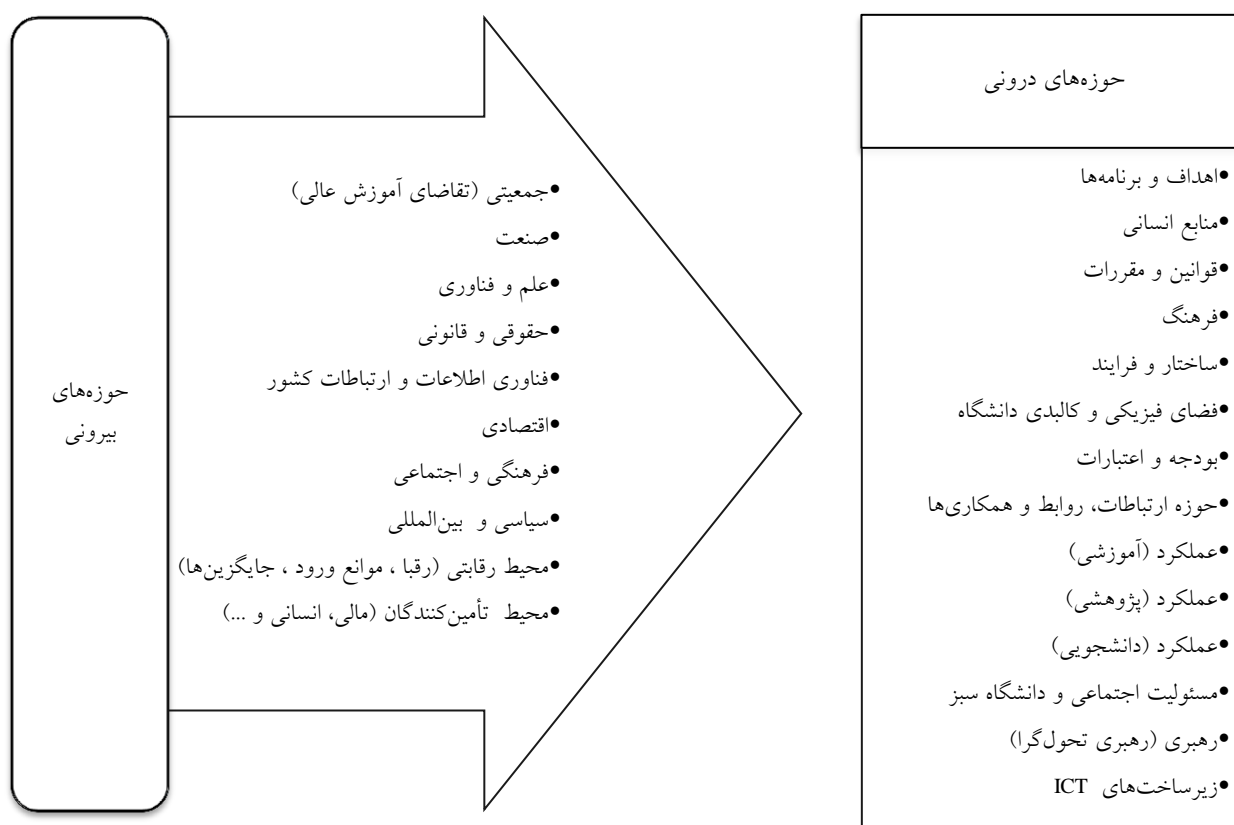 حوزه‌های درونی
•اهداف و برنامه‌ها
•منابع انسانی
•قوانین و مقررات
•فرهنگ
•ساختار و فرایند
•فضای فیزیکی و کالبدی دانشگاه
•بودجه و اعتبارات
•حوزه ارتباطات، روابط و همکاری‌ها
•عملکرد (آموزشی)
•عملکرد (پژوهشی)
•عملکرد (دانشجویی)
•مسئولیت اجتماعی و دانشگاه سبز
•رهبری (رهبری تحول‌گرا)
•زیرساخت‌های ICT
•جمعیتی (تقاضای آموزش عالی)
•صنعت
•علم و فناوری
•حقوقی و قانونی
•فناوری اطلاعات و ارتباطات کشور
•اقتصادی
•فرهنگی و اجتماعی
•سیاسی و بین‌المللی
•محیط رقابتی (رقبا ، موانع ورود ، جایگزین‌ها)
•محیط تأمین‌کنندگان (مالی، انسانی و ...)
حوزه‌های
بیرونی